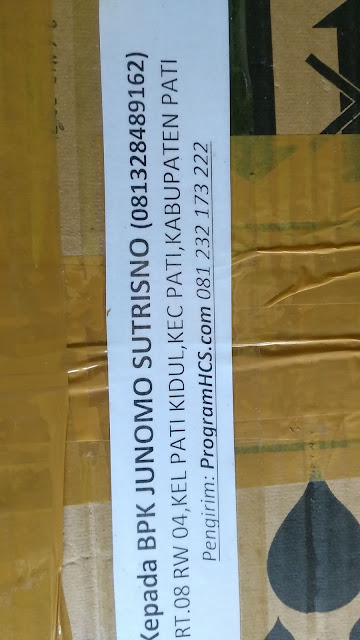 Kepada BPK JUNOMO SUTRISNO (081328489162)
RT.08 RW 04,KEL PATI KIDUL,KEC PATI,KABUPATEN PATI
Pengirim: ProgramHCS.com 081 232 173 222